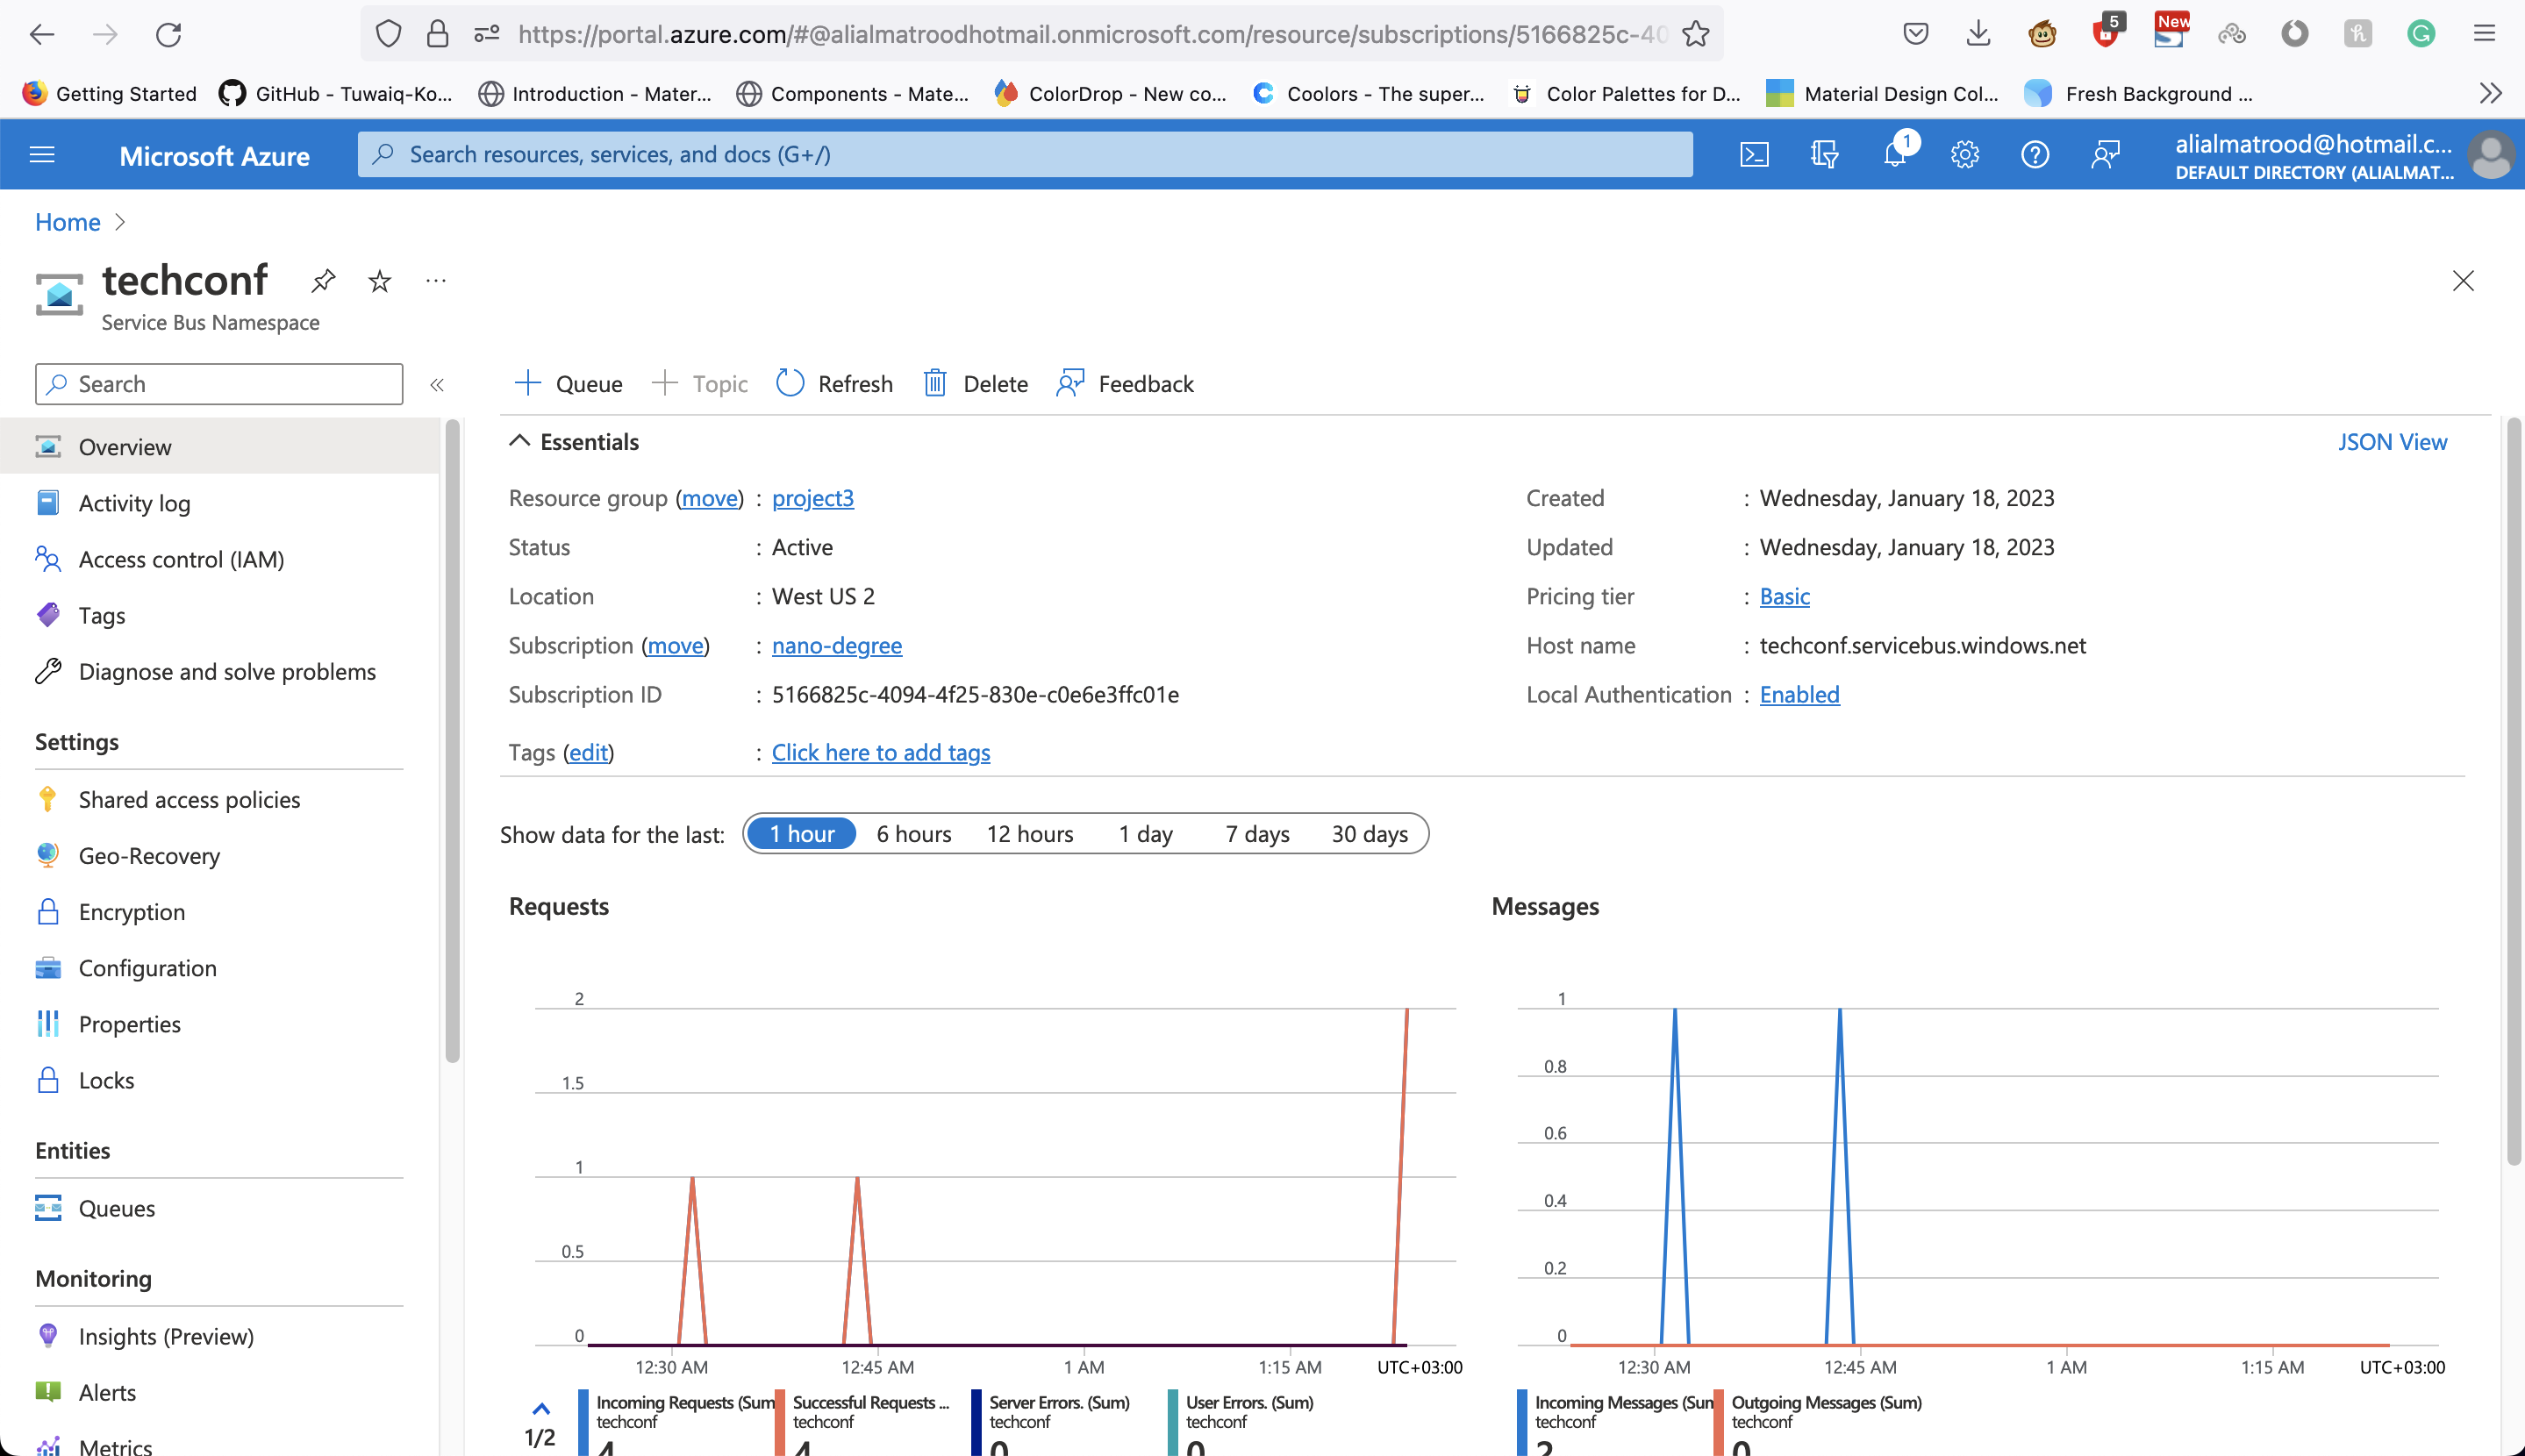 https://portal.azure.com/#@alialmatroodhotmail.onmicrosoft.com/resource/subscriptions/5166825c-40
5
New
Getting Started
GitHub - Tuwaiq-Ko...
Introduction - Mater...
Components - Mate...
ColorDrop - New co...
Coolors - The super...
Color Palettes for D...
Material Design Col...
Fresh Background ...
Microsoft Azure
Search resources, services, and docs (G+/)
1
alialmatrood@hotmail.c...
DEFAULT DIRECTORY (ALIALMAT...
Home
techconf
Service Bus Namespace
Search
Queue
Topic
Refresh
Delete
Feedback
Overview
Activity log
Access control (IAM)
Tags
Diagnose and solve problems
Settings
Shared access policies
Geo-Recovery
Encryption
Configuration
Properties
Locks
Entities
Queues
Monitoring
Insights (Preview)
Alerts
Metrics
Essentials
JSON View
Resource group (move) : project3
Status : Active
Location : West US 2
Subscription (move) : nano-degree
Subscription ID : 5166825c-4094-4f25-830e-c0e6e3ffc01e
Tags (edit) : Click here to add tags
Created : Wednesday, January 18, 2023
Updated : Wednesday, January 18, 2023
Pricing tier : Basic
Host name : techconf.servicebus.windows.net
Local Authentication : Enabled
Show data for the last: 1 hour 6 hours 12 hours 1 day 7 days 30 days
Requests
2
1.5
1
0.5
0
12:30 AM 12:45 AM 1 AM 1:15 AM UTC+03:00
1/2
Incoming Requests (Sum
techconf
4
Successful Requests ...
techconf
4
Server Errors. (Sum)
techconf
0
User Errors. (Sum)
techconf
0
Messages
1
0.8
0.6
0.4
0.2
0
12:30 AM 12:45 AM 1 AM 1:15 AM UTC+03:00
Incoming Messages (Sum
techconf
2
Outgoing Messages (Sum)
techconf
0